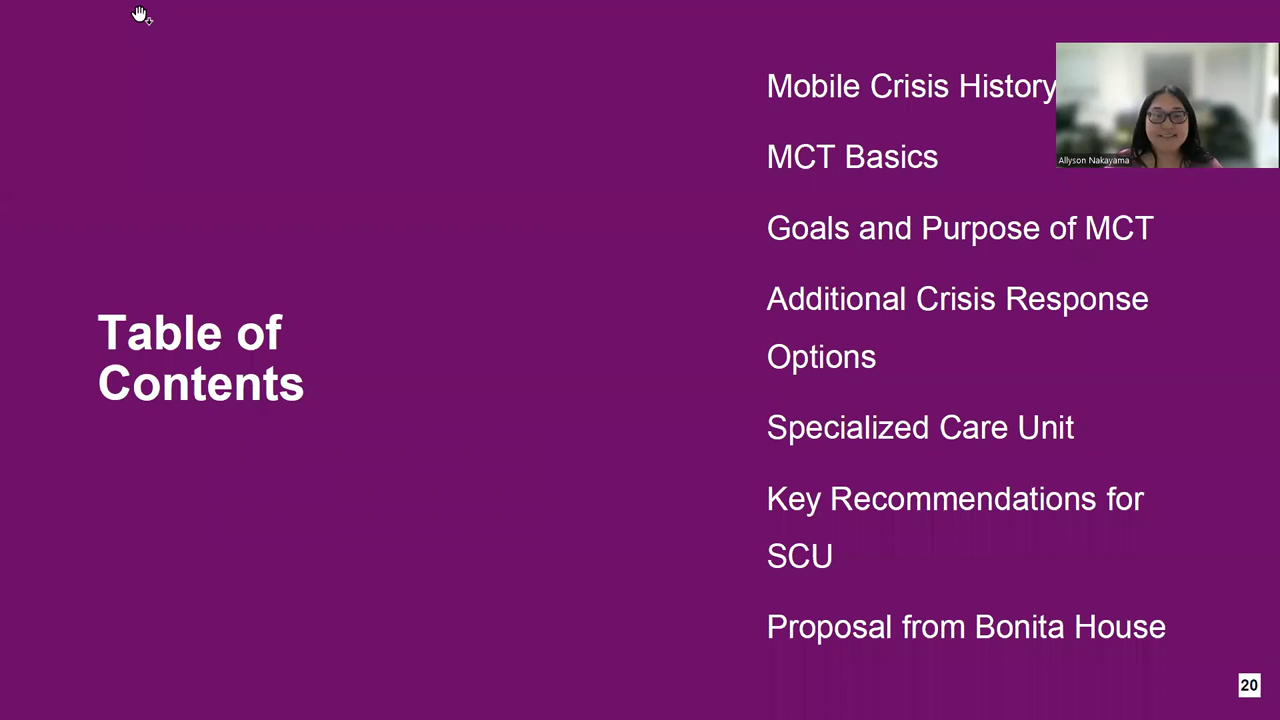 Table of
Contents
Mobile Crisis History
MCT Basics
Goals and Purpose of MCT
Additional Crisis Response
Options
Specialized Care Unit
Key Recommendations for
SCU
Proposal from Bonita House
Allyson Nakayama
20